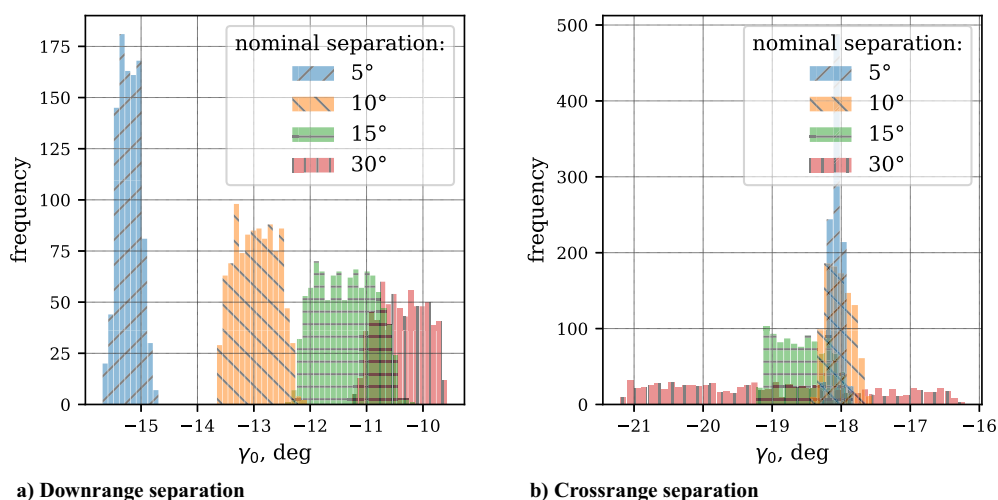 175
150
125
100
75
50
25
0
frequency
nominal separation:
5°
10°
15°
30°
−15 −14 −13 −12 −11 −10
γ₀, deg
a) Downrange separation
500
400
300
200
100
0
frequency
nominal separation:
5°
10°
15°
30°
−21 −20 −19 −18 −17 −16
γ₀, deg
b) Crossrange separation